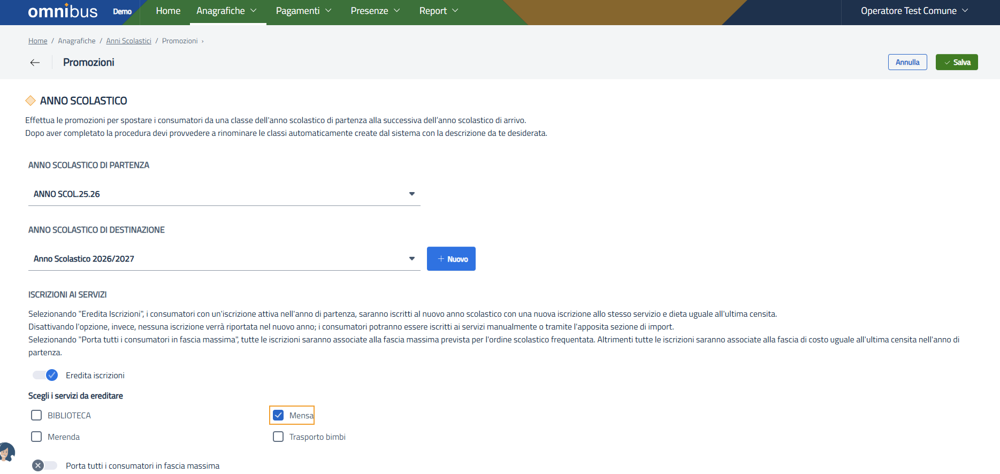 omnibus Demo Home Anagrafiche Pagamenti Presenze Report Operatore Test Comune
Home / Anagrafiche / Anni Scolastici / Promozioni ›
Promozioni Annulla Salva
ANNO SCOLASTICO
Effettua le promozioni per spostare i consumatori da una classe dell'anno scolastico di partenza alla successiva dell’anno scolastico di arrivo.
Dopo aver completato la procedura devi provvedere a rinominare le classi automaticamente create dal sistema con la descrizione da te desiderata.
ANNO SCOLASTICO DI PARTENZA
ANNO SCOL.25.26
ANNO SCOLASTICO DI DESTINAZIONE
Anno Scolastico 2026/2027
+ Nuovo
ISCRIZIONI AI SERVIZI
Selezionando "Eredita Iscrizioni", i consumatori con un'iscrizione attiva nell'anno di partenza, saranno iscritti al nuovo anno scolastico con una nuova iscrizione allo stesso servizio e dieta uguale all'ultima censita.
Disattivando l'opzione, invece, nessuna iscrizione verrà riportata nel nuovo anno; i consumatori potranno essere iscritti ai servizi manualmente o tramite l'apposita sezione di import.
Selezionando "Porta tutti i consumatori in fascia massima", tutte le iscrizioni saranno associate alla fascia massima prevista per l'ordine scolastico frequentata. Altrimenti tutte le iscrizioni saranno associate alla fascia di costo uguale all'ultima censita nell'anno di
partenza.
Eredita iscrizioni
Scegli i servizi da ereditare
BIBLIOTECA Mensa
Merenda Trasporto bimbi
Porta tutti i consumatori in fascia massima